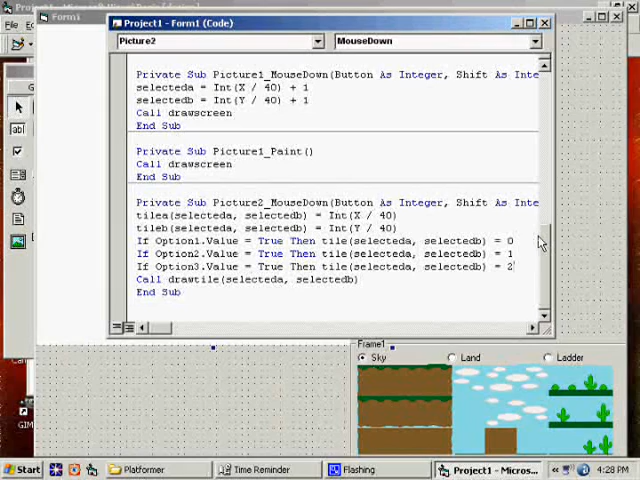 Form1
File
Project1 - Form1 (Code)
Picture2
MouseDown
Private Sub Picture1_MouseDown(Button As Integer, Shift As Inte
selecteda = Int(X / 40) + 1
selectedb = Int(Y / 40) + 1
Call drawscreen
End Sub
Private Sub Picture1_Paint()
Call drawscreen
End Sub
Private Sub Picture2_MouseDown(Button As Integer, Shift As Inte
tilea(selecteda, selectedb) = Int(X / 40)
tileb(selecteda, selectedb) = Int(Y / 40)
If Option1.Value = True Then tile(selecteda, selectedb) = 0
If Option2.Value = True Then tile(selecteda, selectedb) = 1
If Option3.Value = True Then tile(selecteda, selectedb) = 2
Call drawtile(selecteda, selectedb)
End Sub
Frame1
Sky
Land
Ladder
GIM
Start
Platformer
Time Reminder
Flashing
Project1 - Micros...
4:28 PM